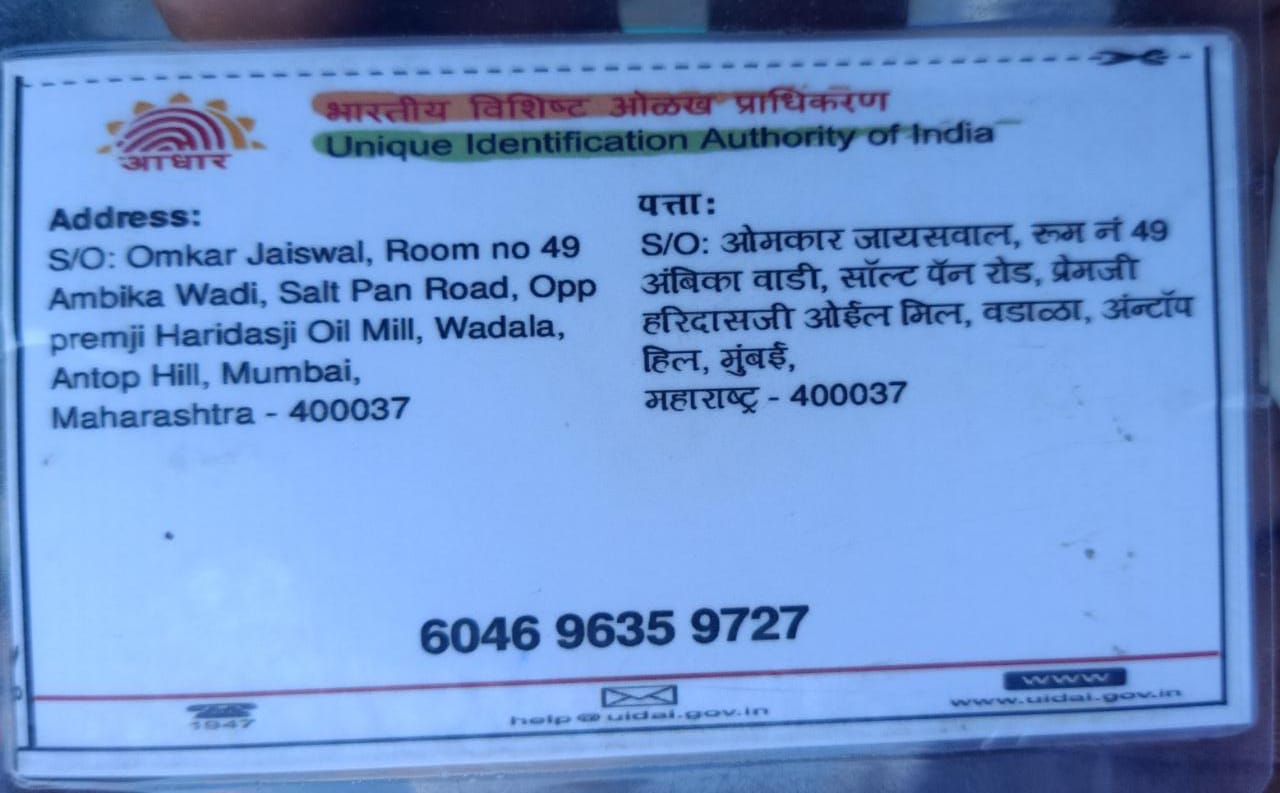 भारतीय विशिष्ट ओळख प्राधिकरण
Unique Identification Authority of India
आधार
Address:
S/O: Omkar Jaiswal, Room no 49
Ambika Wadi, Salt Pan Road, Opp
premji Haridasji Oil Mill, Wadala,
Antop Hill, Mumbai,
Maharashtra - 400037
पत्ता:
S/O: ओमकार जायसवाल, रूम नं 49
अंबिका वाडी, सॉल्ट पॅन रोड, प्रेमजी
हरिदासजी ओईल मिल, वडाळा, ॲन्टॉप
हिल, मुंबई,
महाराष्ट्र - 400037
6046 9635 9727
1947
help@uidai.gov.in
www
www.uidai.gov.in